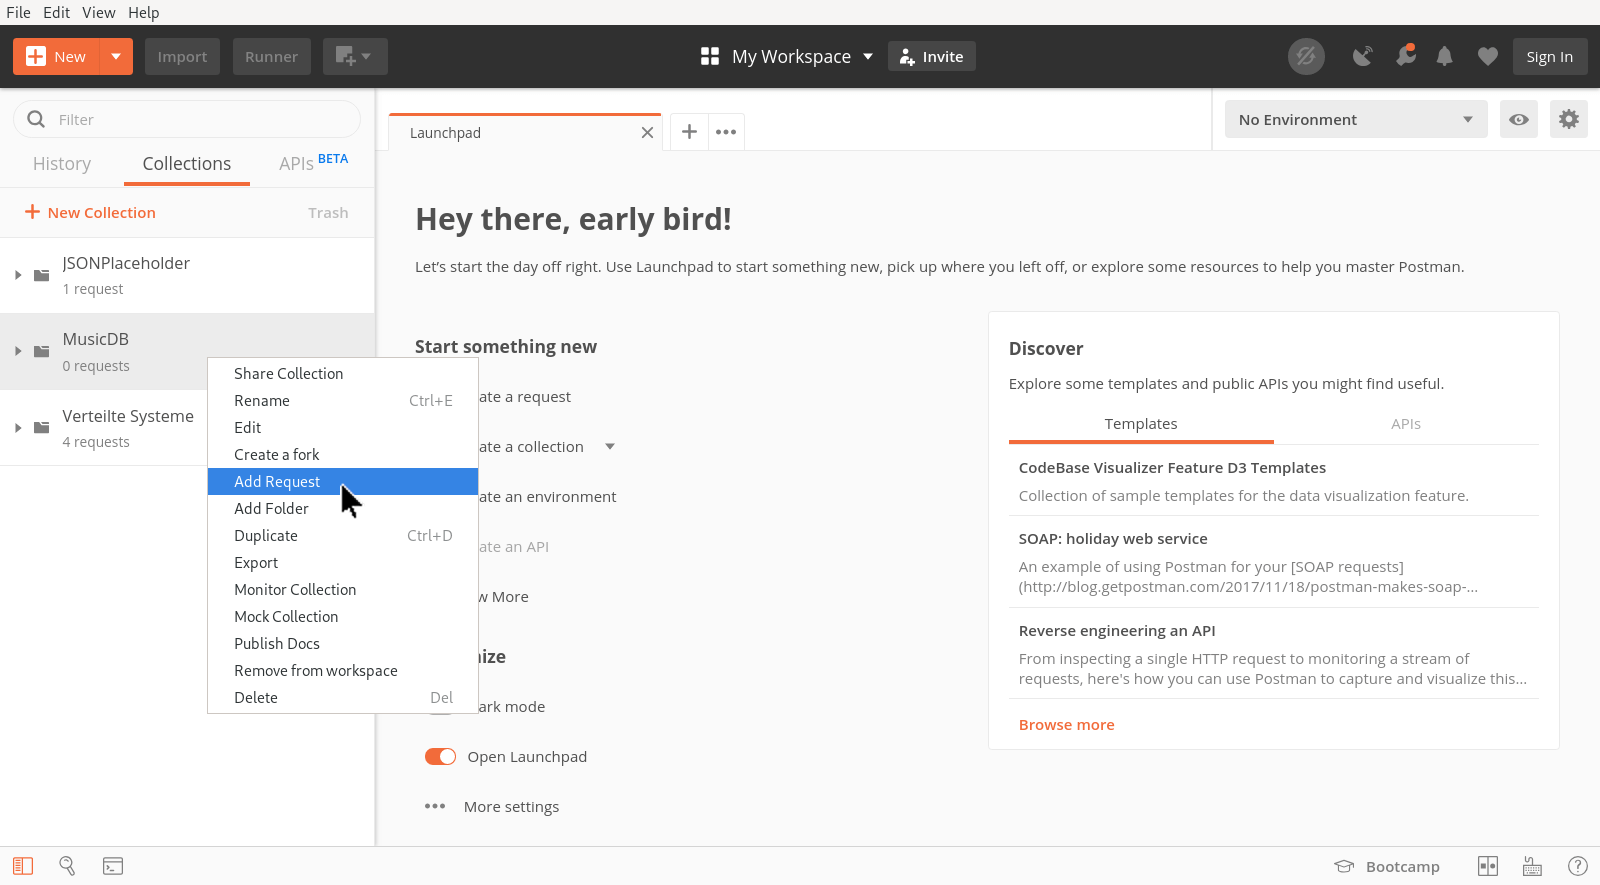 File Edit View Help
New Import Runner My Workspace Invite Sign In
Filter
History Collections APIs BETA
New Collection Trash
JSONPlaceholder
1 request
MusicDB
0 requests
Verteilte Systeme
4 requests
Share Collection
Rename Ctrl+E
Edit
Create a fork
Add Request
Add Folder
Duplicate Ctrl+D
Export
Monitor Collection
Mock Collection
Publish Docs
Remove from workspace
Delete Del
Launchpad
No Environment
Hey there, early bird!
Let's start the day off right. Use Launchpad to start something new, pick up where you left off, or explore some resources to help you master Postman.
Start something new
ate a request
ate a collection
ate an environment
ate an API
w More
ize
ark mode
Open Launchpad
More settings
Discover
Explore some templates and public APIs you might find useful.
Templates APIs
CodeBase Visualizer Feature D3 Templates
Collection of sample templates for the data visualization feature.
SOAP: holiday web service
An example of using Postman for your [SOAP requests]
(http://blog.getpostman.com/2017/11/18/postman-makes-soap-...
Reverse engineering an API
From inspecting a single HTTP request to monitoring a stream of
requests, here's how you can use Postman to capture and visualize this...
Browse more
Bootcamp